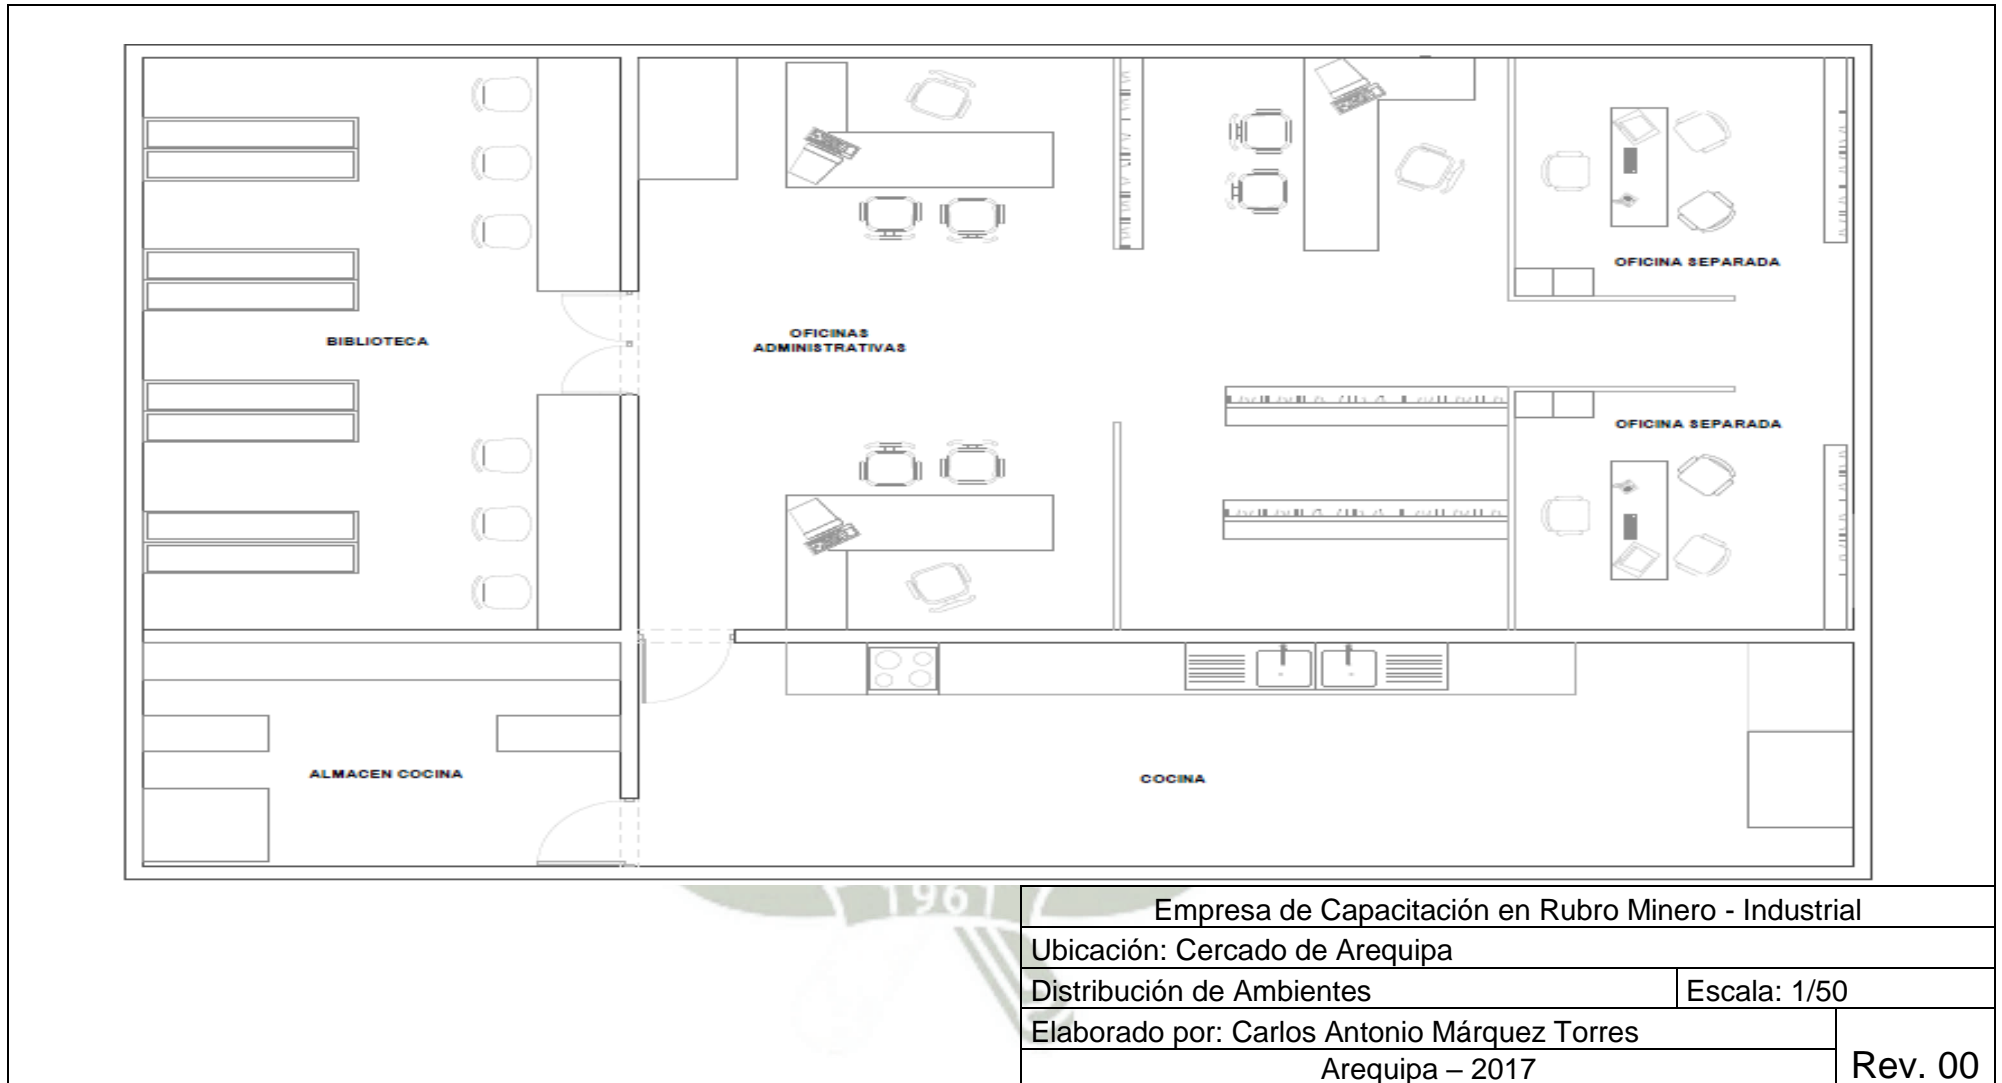 OFICINA SEPARADA
BIBLIOTECA
OFICINAS
ADMINISTRATIVAS
OFICINA SEPARADA
ALMACEN COCINA
COCINA
1961
Empresa de Capacitación en Rubro Minero - Industrial
Ubicación: Cercado de Arequipa
Distribución de Ambientes
Escala: 1/50
Elaborado por: Carlos Antonio Márquez Torres
Arequipa – 2017
Rev. 00